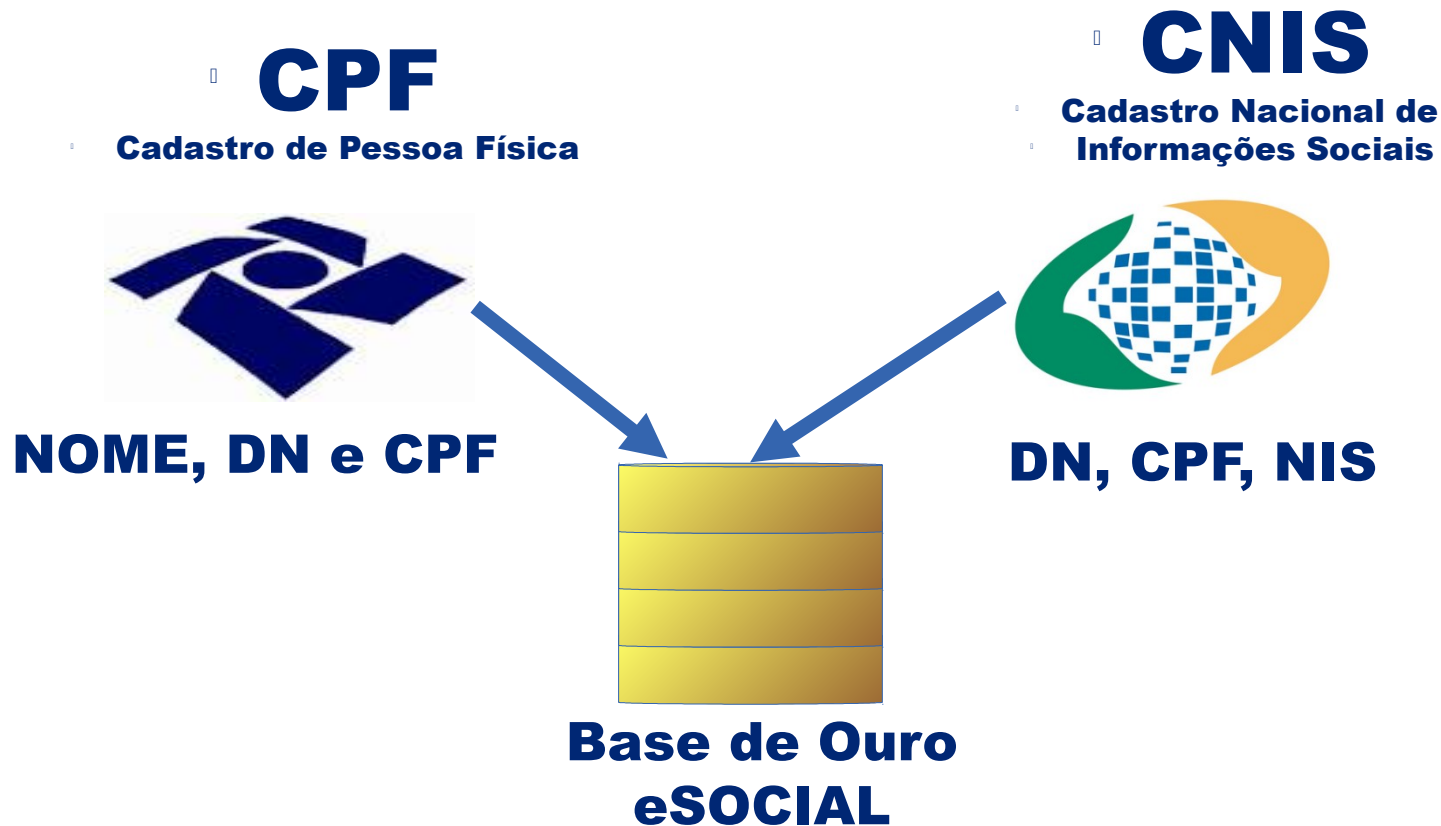 CPF
Cadastro de Pessoa Física
CNIS
Cadastro Nacional de
Informações Sociais
NOME, DN e CPF
DN, CPF, NIS
Base de Ouro
eSOCIAL